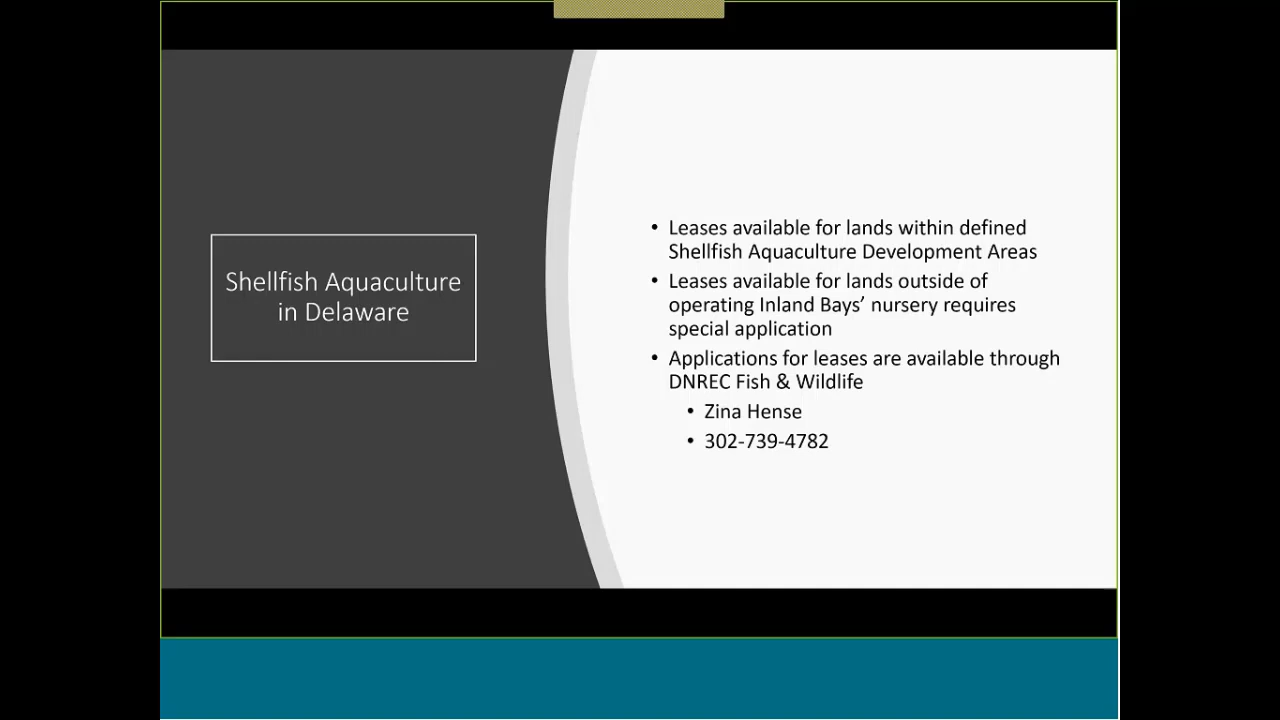 Shellfish Aquaculture
in Delaware
• Leases available for lands within defined
Shellfish Aquaculture Development Areas
• Leases available for lands outside of
operating Inland Bays’ nursery requires
special application
• Applications for leases are available through
DNREC Fish & Wildlife
• Zina Hense
• 302-739-4782